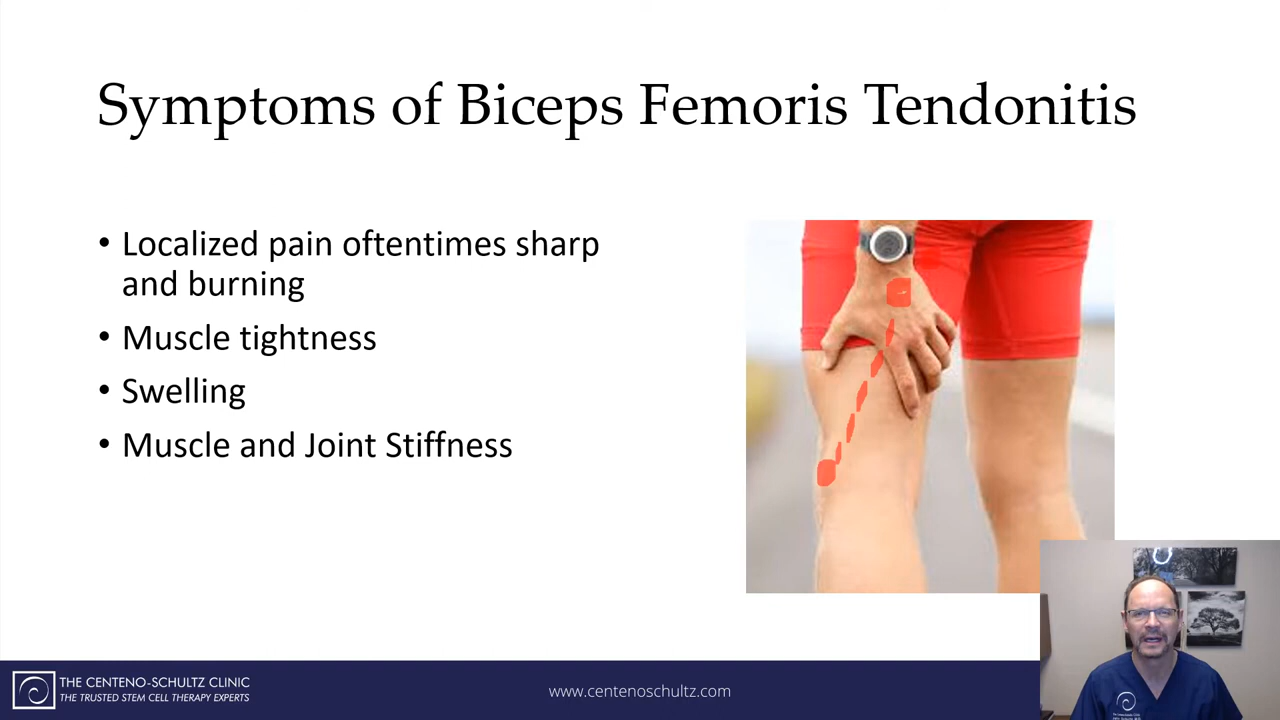 Symptoms of Biceps Femoris Tendonitis
• Localized pain oftentimes sharp
and burning
• Muscle tightness
• Swelling
• Muscle and Joint Stiffness
THE CENTENO-SCHULTZ CLINIC
THE TRUSTED STEM CELL THERAPY EXPERTS
www.centenoschultz.com